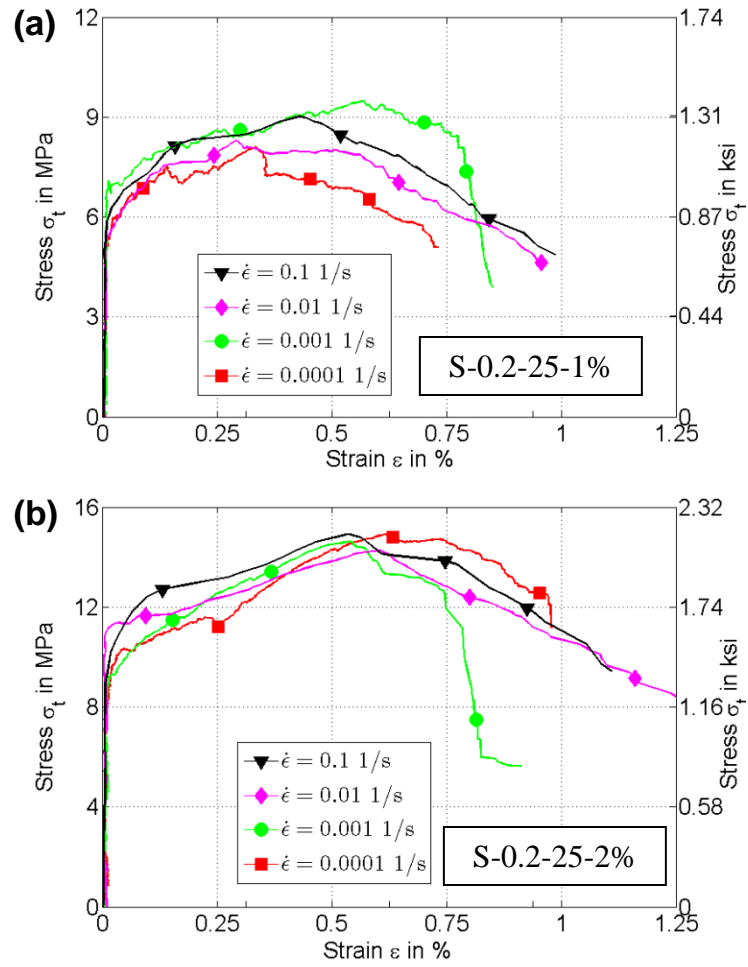 (a)
12
9
6
3
0
Stress σt in MPa
1.74
1.31
0.87
0.44
0
Stress σt in ksi
ε̇ = 0.1 1/s
ε̇ = 0.01 1/s
ε̇ = 0.001 1/s
ε̇ = 0.0001 1/s
S-0.2-25-1%
0 0.25 0.5 0.75 1 1.25
Strain ε in %
(b)
16
12
8
4
0
Stress σt in MPa
2.32
1.74
1.16
0.58
0
Stress σt in ksi
ε̇ = 0.1 1/s
ε̇ = 0.01 1/s
ε̇ = 0.001 1/s
ε̇ = 0.0001 1/s
S-0.2-25-2%
0 0.25 0.5 0.75 1 1.25
Strain ε in %